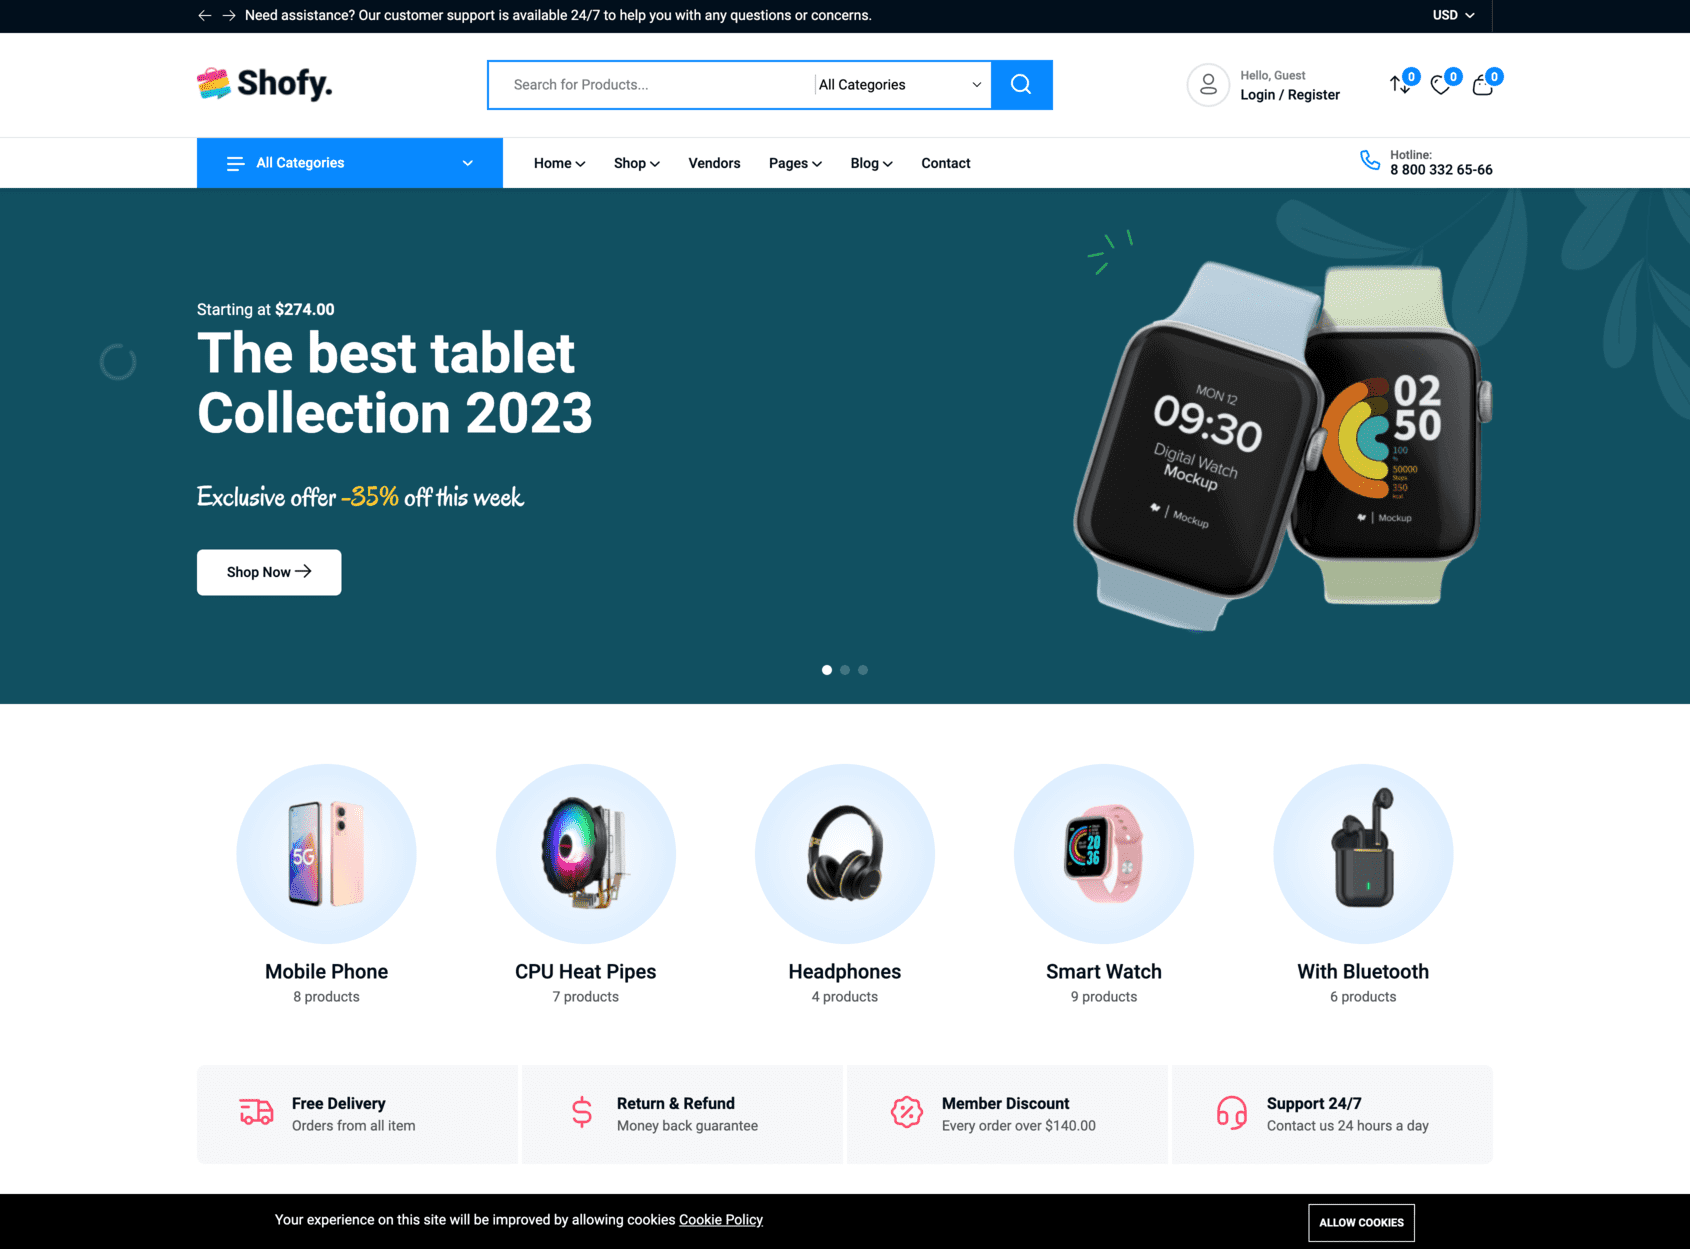 Need assistance? Our customer support is available 24/7 to help you with any questions or concerns.
USD
Shofy.
Search for Products...
All Categories
Hello, Guest
Login / Register
0
0
0
All Categories
Home
Shop
Vendors
Pages
Blog
Contact
Hotline:
8 800 332 65-66
Starting at $274.00
The best tablet
Collection 2023
Exclusive offer -35% off this week
Shop Now
MON 12
09:30
Digital Watch
Mockup
Mockup
02
50
100
%
50000
Steps
350
kcal
Mockup
5G
20
36
Mobile Phone
8 products
CPU Heat Pipes
7 products
Headphones
4 products
Smart Watch
9 products
With Bluetooth
6 products
Free Delivery
Orders from all item
Return & Refund
Money back guarantee
Member Discount
Every order over $140.00
Support 24/7
Contact us 24 hours a day
Your experience on this site will be improved by allowing cookies Cookie Policy
ALLOW COOKIES